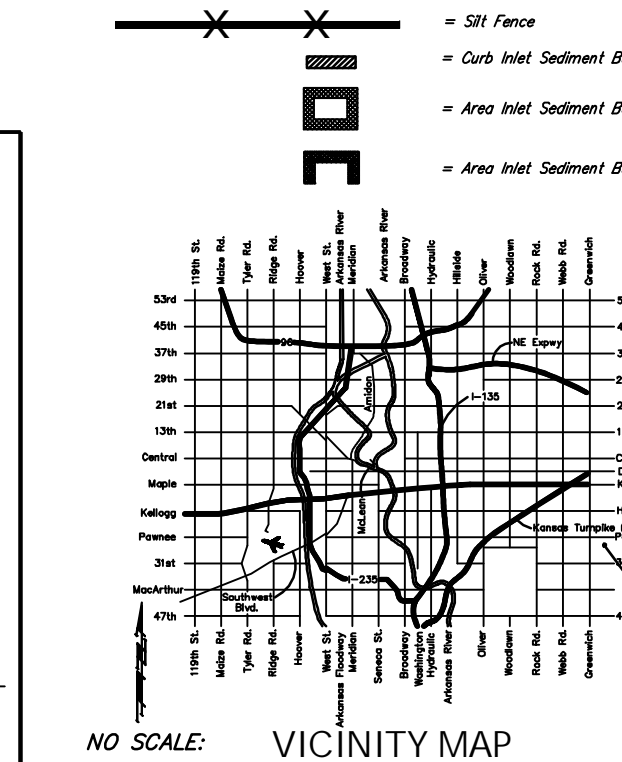 = Silt Fence
= Curb Inlet Sediment B
= Area Inlet Sediment B
= Area Inlet Sediment B
119th St.
Maize Rd.
Tyler Rd.
Ridge Rd.
Hoover
West St.
Arkansas River
Meridian
Arkansas River
Broadway
Hydraulic
Hillside
Oliver
Woodlawn
Rock Rd.
Webb Rd.
Greenwich
53rd
45th
37th
29th
21st
13th
Central
Maple
Kellogg
Pawnee
31st
MacArthur
47th
96
NE Expwy
Amidon
I-135
McLean
Kansas Turnpike
I-235
Southwest
Blvd.
119th St.
Maize Rd.
Tyler Rd.
Ridge Rd.
Hoover
West St.
Arkansas Floodway
Meridian
Seneca St.
Broadway
Washington
Hydraulic
Arkansas River
Oliver
Woodlawn
Rock Rd.
Webb Rd.
Greenwich
NO SCALE:
VICINITY MAP